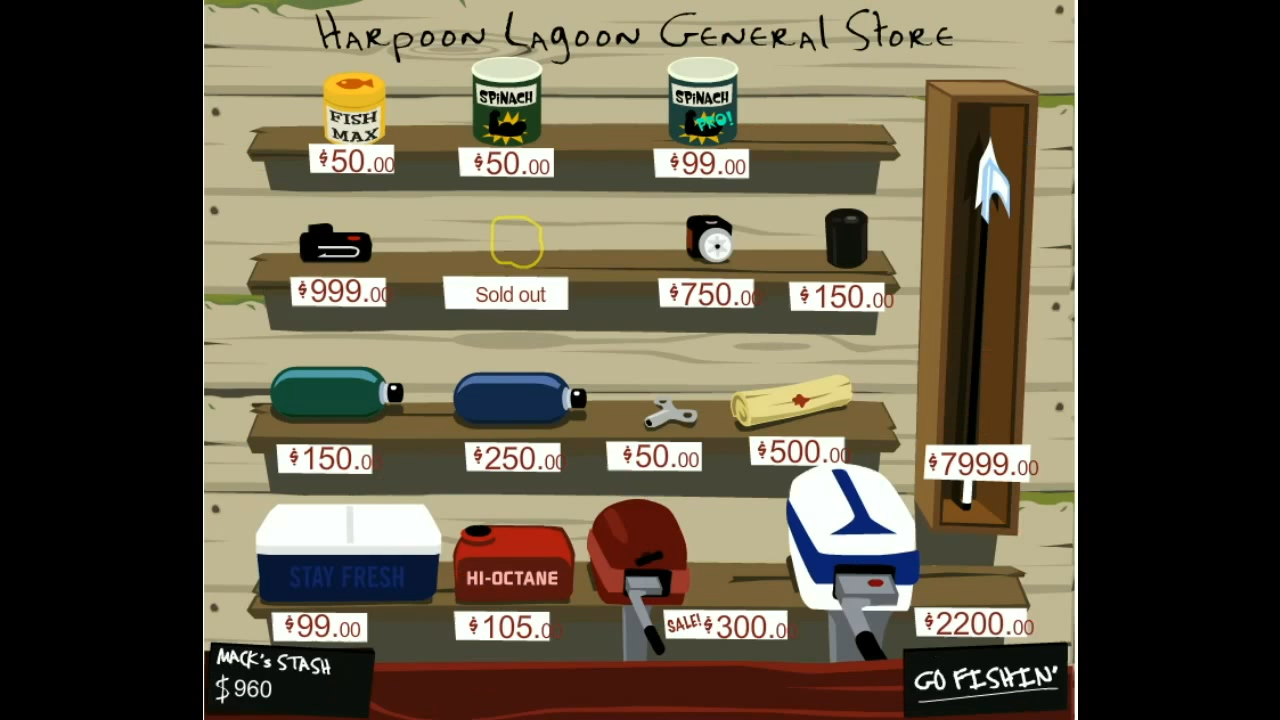 HARPOON LAGOON GENERAL STORE
FISH
MAX
SPINACH
SPINACH
PRO!
$50.00
$50.00
$99.00
$999.00
Sold out
$750.00
$150.00
$150.00
$250.00
$50.00
$500.00
$7999.00
STAY FRESH
HI-OCTANE
$99.00
$105.00
SALE! $300.00
$2200.00
MACK'S STASH
$960
GO FISHIN'